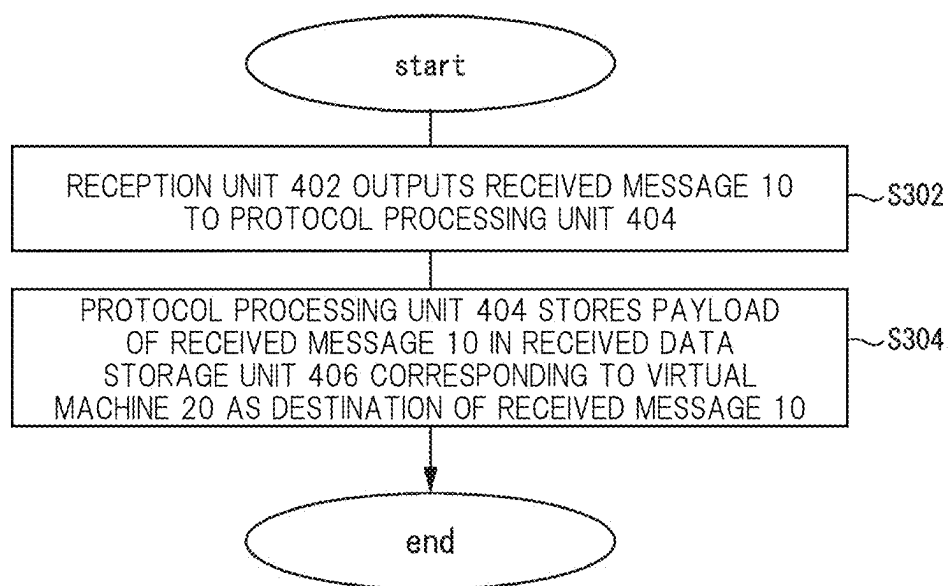 start
RECEPTION UNIT 402 OUTPUTS RECEIVED MESSAGE 10
TO PROTOCOL PROCESSING UNIT 404
S302
PROTOCOL PROCESSING UNIT 404 STORES PAYLOAD
OF RECEIVED MESSAGE 10 IN RECEIVED DATA
STORAGE UNIT 406 CORRESPONDING TO VIRTUAL
MACHINE 20 AS DESTINATION OF RECEIVED MESSAGE 10
S304
end